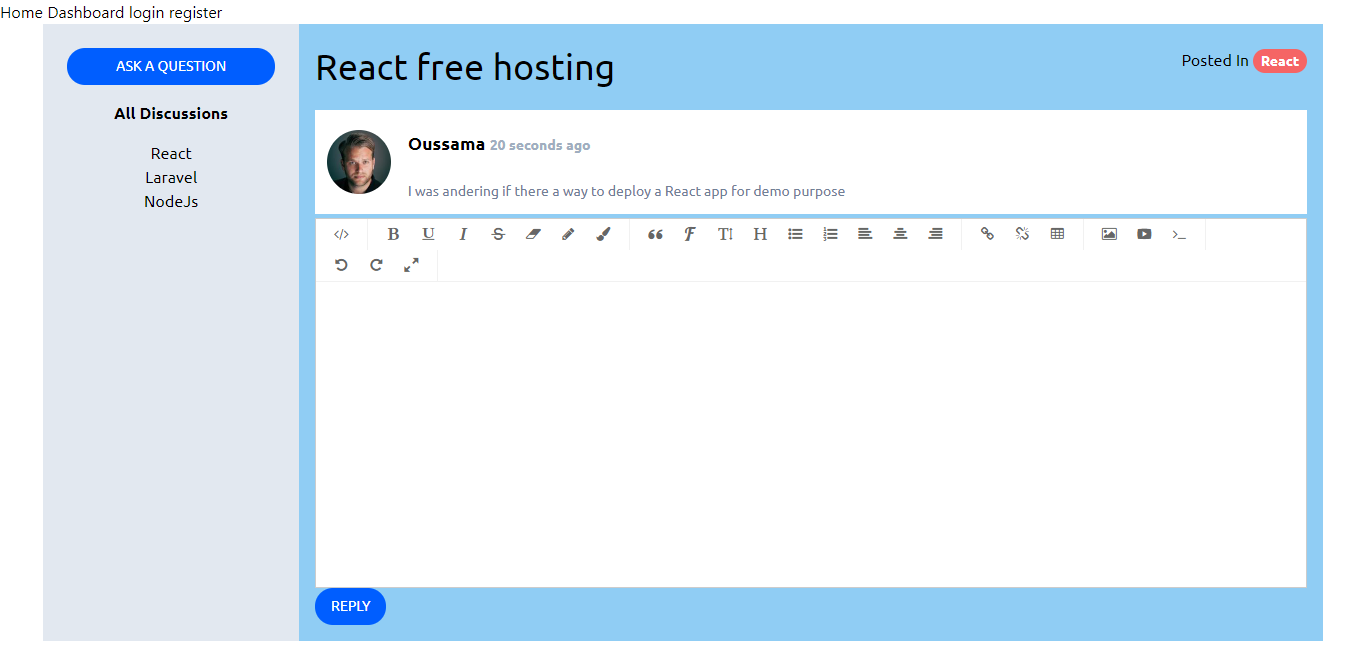 Home Dashboard login register
ASK A QUESTION
All Discussions
React
Laravel
NodeJs
React free hosting
Posted In React
Oussama 20 seconds ago
I was andering if there a way to deploy a React app for demo purpose
REPLY